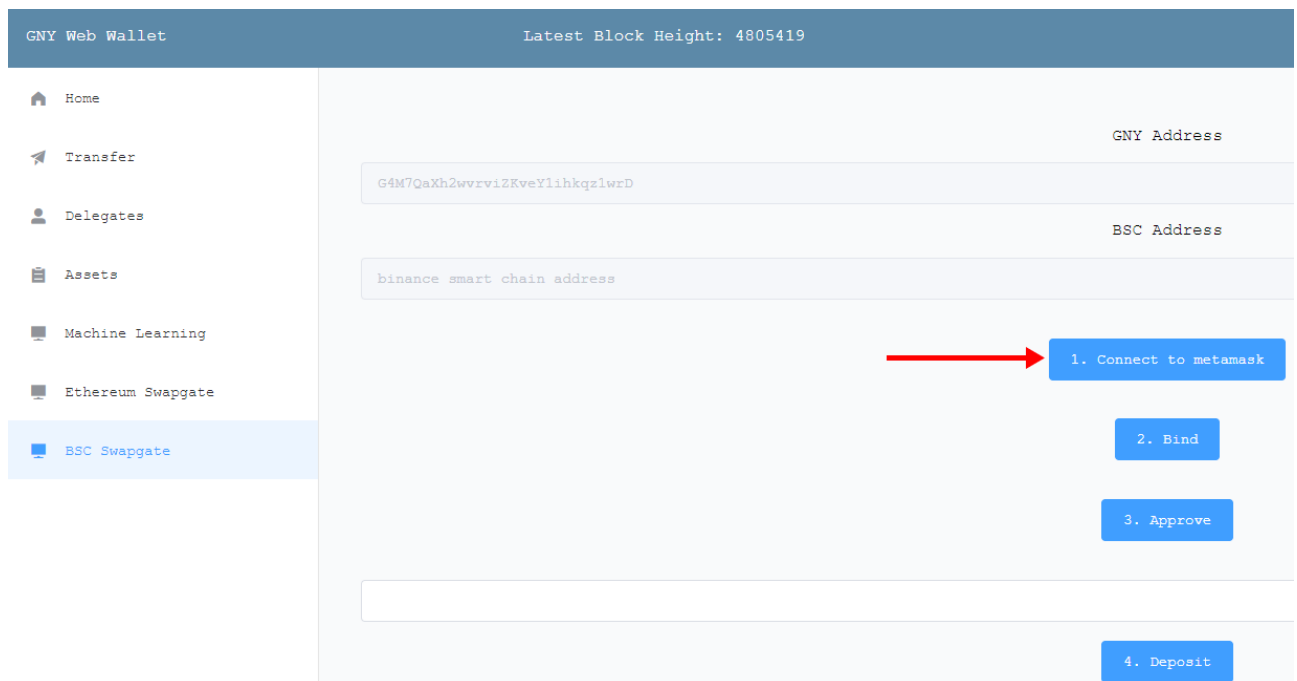 GNY Web Wallet
Latest Block Height: 4805419
Home
Transfer
Delegates
Assets
Machine Learning
Ethereum Swapgate
BSC Swapgate
GNY Address
G4M7QaXh2wvrviZKveY1ihkqzlwrD
BSC Address
binance smart chain address
1. Connect to metamask
2. Bind
3. Approve
4. Deposit